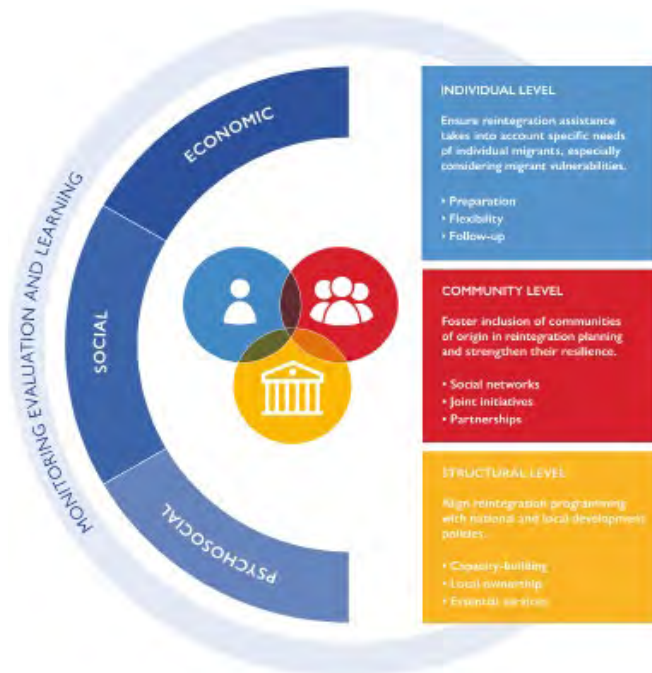 MONITORING EVALUATION AND LEARNING
ECONOMIC
SOCIAL
PSYCHOSOCIAL
INDIVIDUAL LEVEL
Ensure reintegration assistance
takes into account specific needs
of individual migrants, especially
considering migrant vulnerabilities.
• Preparation
• Flexibility
• Follow-up
COMMUNITY LEVEL
Foster inclusion of communities
of origin in reintegration planning
and strengthen their resilience.
• Social networks
• Joint initiatives
• Partnerships
STRUCTURAL LEVEL
Align reintegration programming
with national and local development
policies.
• Capacity-building
• Local ownership
• Essential services